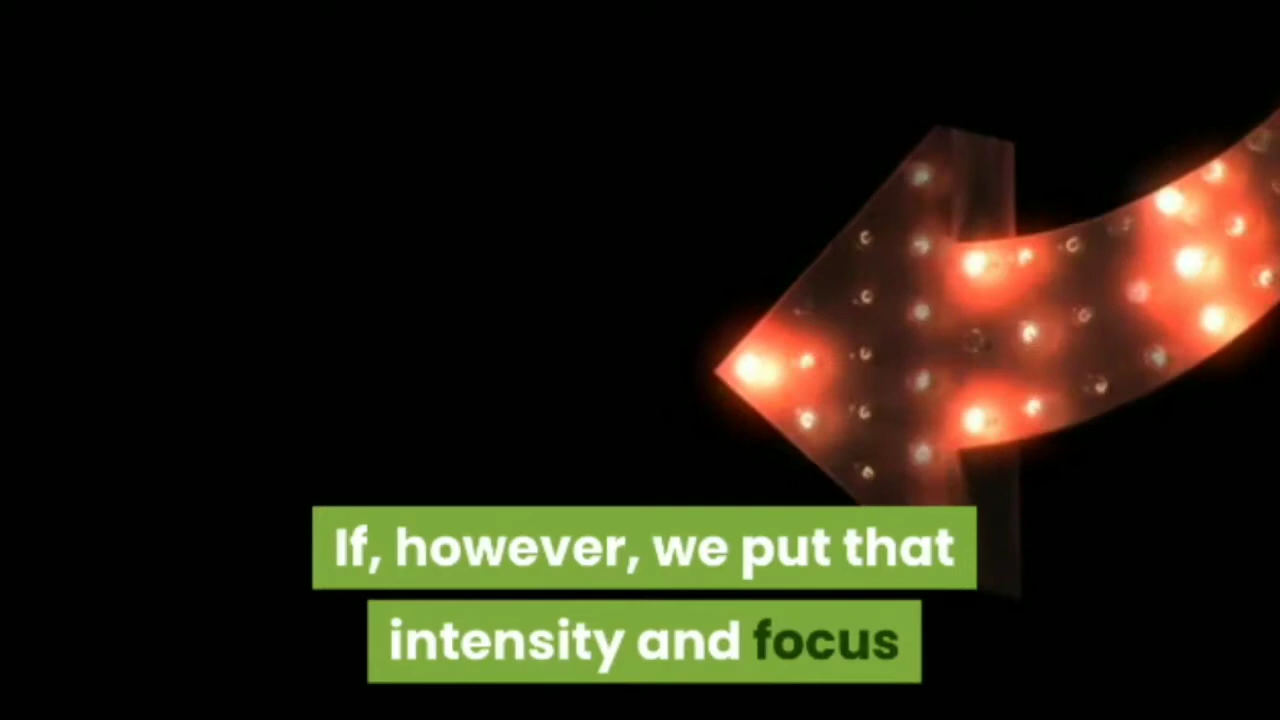 If, however, we put that
intensity and focus